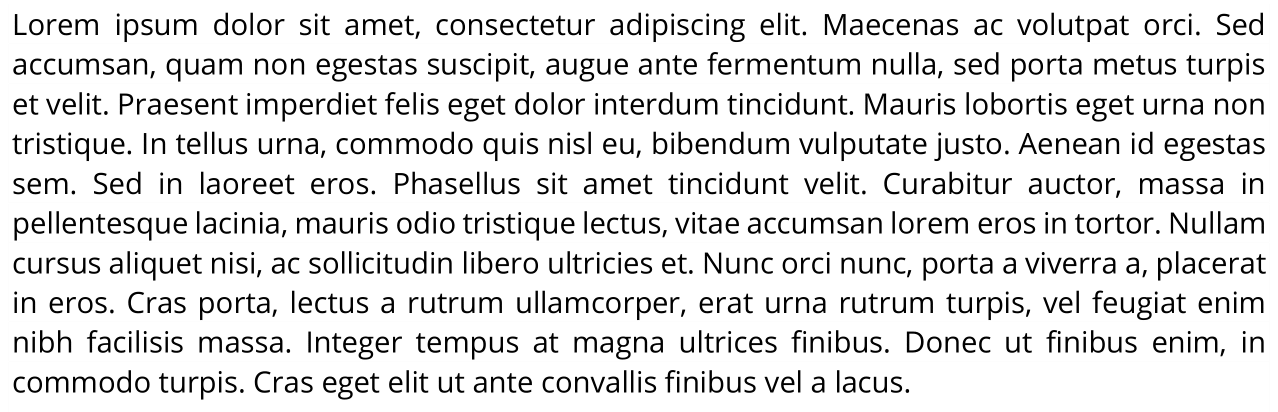 Lorem ipsum dolor sit amet, consectetur adipiscing elit. Maecenas ac volutpat orci. Sed
accumsan, quam non egestas suscipit, augue ante fermentum nulla, sed porta metus turpis
et velit. Praesent imperdiet felis eget dolor interdum tincidunt. Mauris lobortis eget urna non
tristique. In tellus urna, commodo quis nisl eu, bibendum vulputate justo. Aenean id egestas
sem. Sed in laoreet eros. Phasellus sit amet tincidunt velit. Curabitur auctor, massa in
pellentesque lacinia, mauris odio tristique lectus, vitae accumsan lorem eros in tortor. Nullam
cursus aliquet nisi, ac sollicitudin libero ultricies et. Nunc orci nunc, porta a viverra a, placerat
in eros. Cras porta, lectus a rutrum ullamcorper, erat urna rutrum turpis, vel feugiat enim
nibh facilisis massa. Integer tempus at magna ultrices finibus. Donec ut finibus enim, in
commodo turpis. Cras eget elit ut ante convallis finibus vel a lacus.